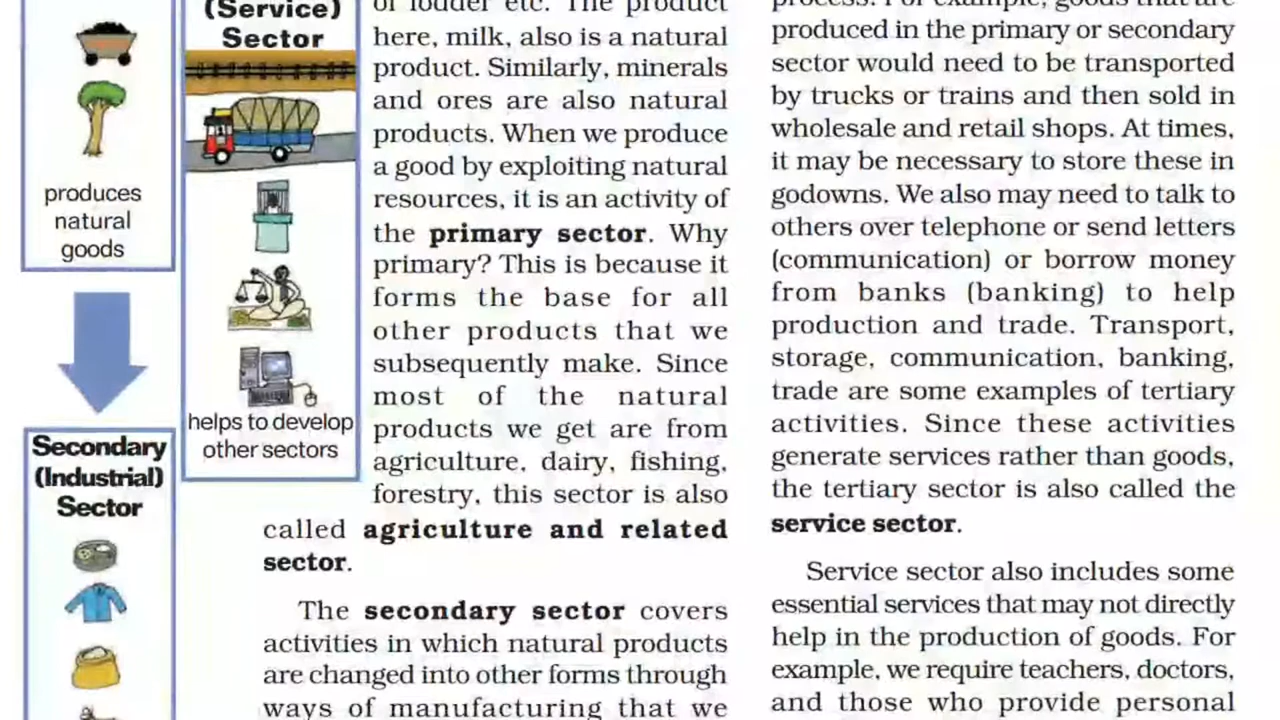 produces
natural
goods
Secondary
(Industrial)
Sector
(Service)
Sector
helps to develop
other sectors
of fodder etc. The product
here, milk, also is a natural
product. Similarly, minerals
and ores are also natural
products. When we produce
a good by exploiting natural
resources, it is an activity of
the primary sector. Why
primary? This is because it
forms the base for all
other products that we
subsequently make. Since
most of the natural
products we get are from
agriculture, dairy, fishing,
forestry, this sector is also
called agriculture and related
sector.
The secondary sector covers
activities in which natural products
are changed into other forms through
ways of manufacturing that we
process. For example, goods that are
produced in the primary or secondary
sector would need to be transported
by trucks or trains and then sold in
wholesale and retail shops. At times,
it may be necessary to store these in
godowns. We also may need to talk to
others over telephone or send letters
(communication) or borrow money
from banks (banking) to help
production and trade. Transport,
storage, communication, banking,
trade are some examples of tertiary
activities. Since these activities
generate services rather than goods,
the tertiary sector is also called the
service sector.
Service sector also includes some
essential services that may not directly
help in the production of goods. For
example, we require teachers, doctors,
and those who provide personal